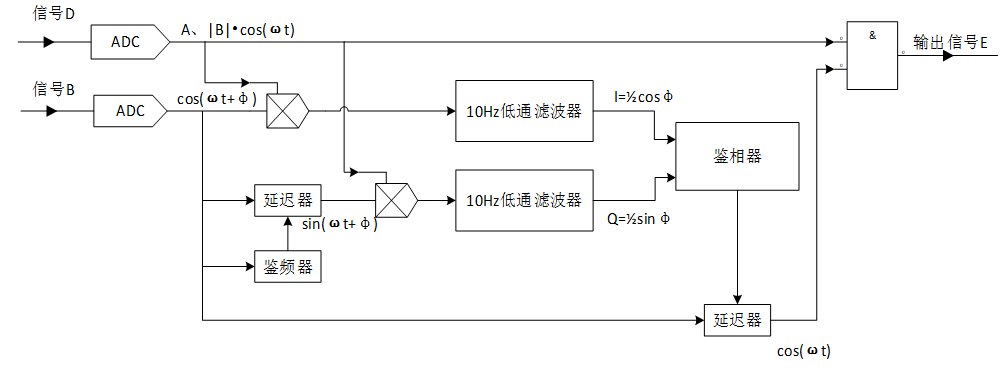 信号D
ADC
A、|B|•cos(ωt)
&
输出信号E
信号B
ADC
cos(ωt+Φ)
10Hz低通滤波器
I=½cosΦ
鉴相器
延迟器
sin(ωt+Φ)
10Hz低通滤波器
Q=½sinΦ
鉴频器
延迟器
cos(ωt)